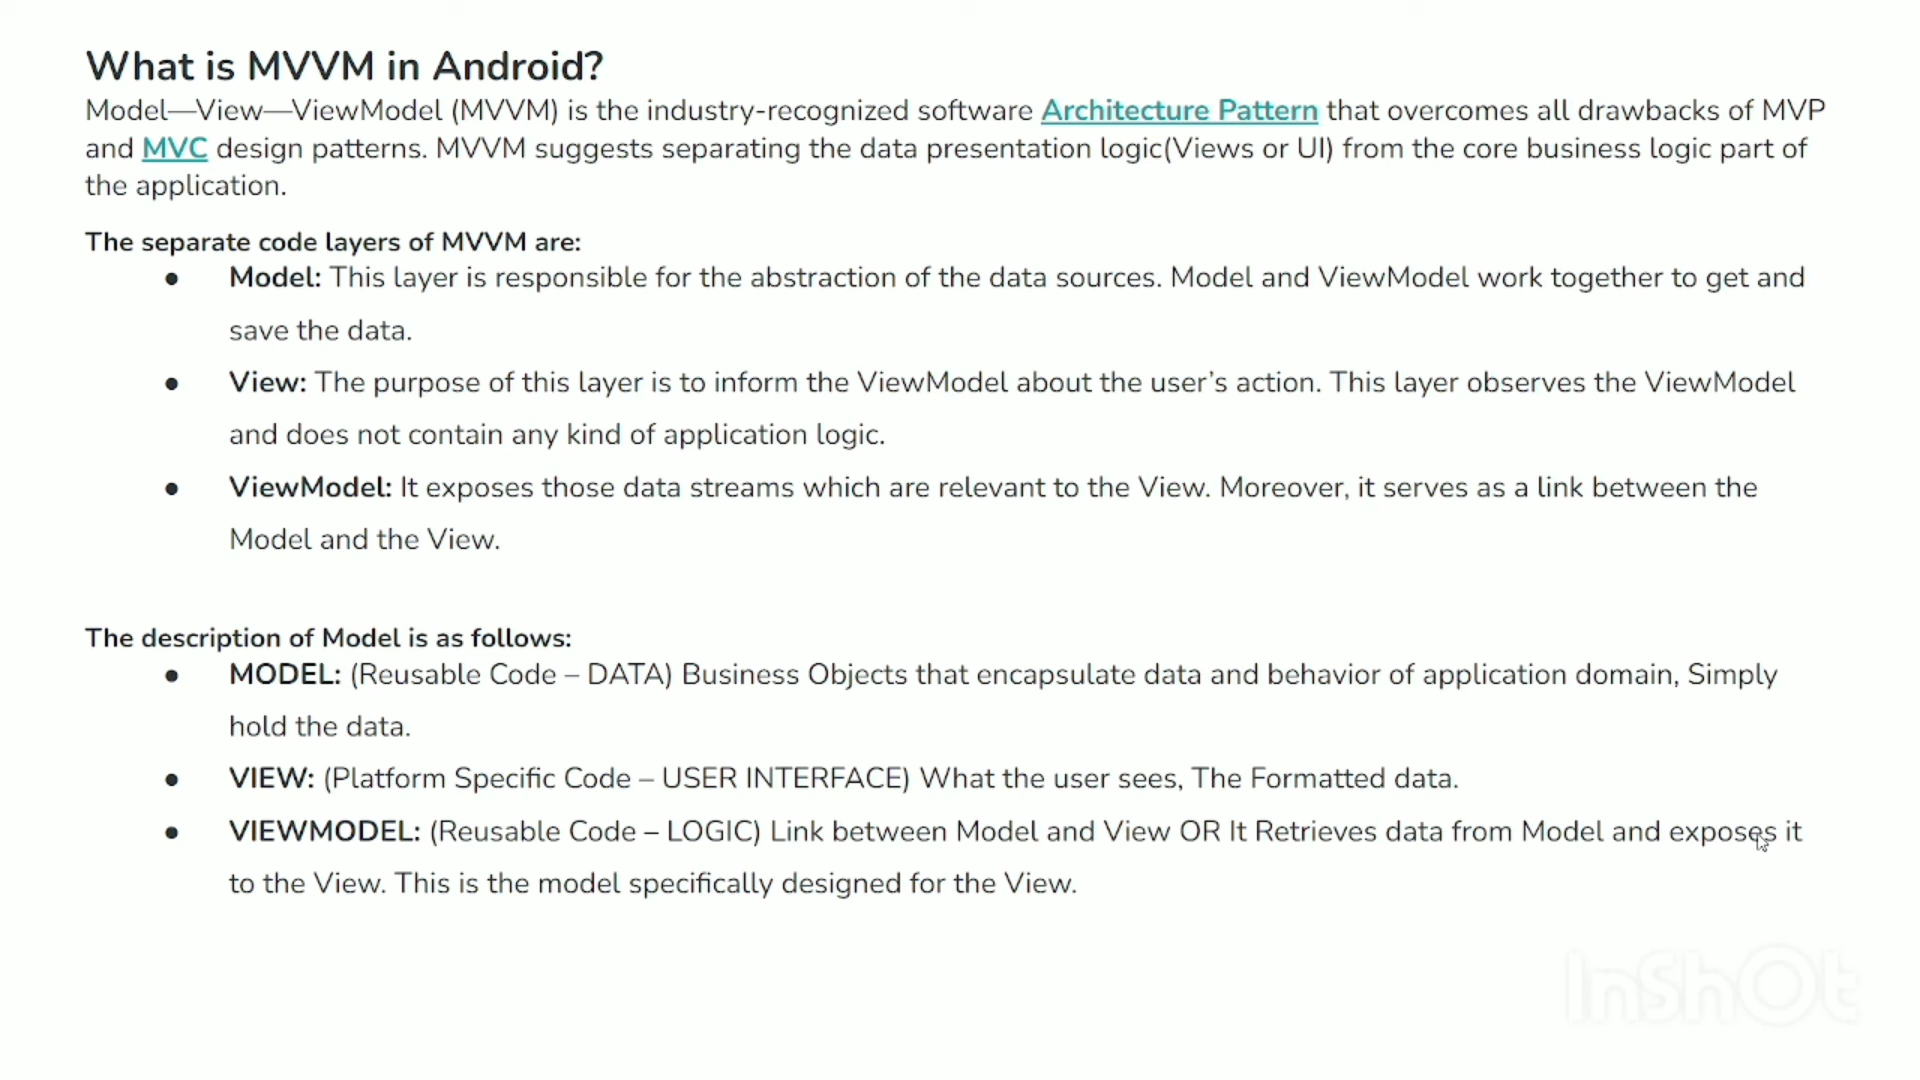 What is MVVM in Android?
Model—View—ViewModel (MVVM) is the industry-recognized software Architecture Pattern that overcomes all drawbacks of MVP
and MVC design patterns. MVVM suggests separating the data presentation logic(Views or UI) from the core business logic part of
the application.
The separate code layers of MVVM are:
● Model: This layer is responsible for the abstraction of the data sources. Model and ViewModel work together to get and
save the data.
● View: The purpose of this layer is to inform the ViewModel about the user’s action. This layer observes the ViewModel
and does not contain any kind of application logic.
● ViewModel: It exposes those data streams which are relevant to the View. Moreover, it serves as a link between the
Model and the View.
The description of Model is as follows:
● MODEL: (Reusable Code – DATA) Business Objects that encapsulate data and behavior of application domain, Simply
hold the data.
● VIEW: (Platform Specific Code – USER INTERFACE) What the user sees, The Formatted data.
● VIEWMODEL: (Reusable Code – LOGIC) Link between Model and View OR It Retrieves data from Model and exposes it
to the View. This is the model specifically designed for the View.
InShOt